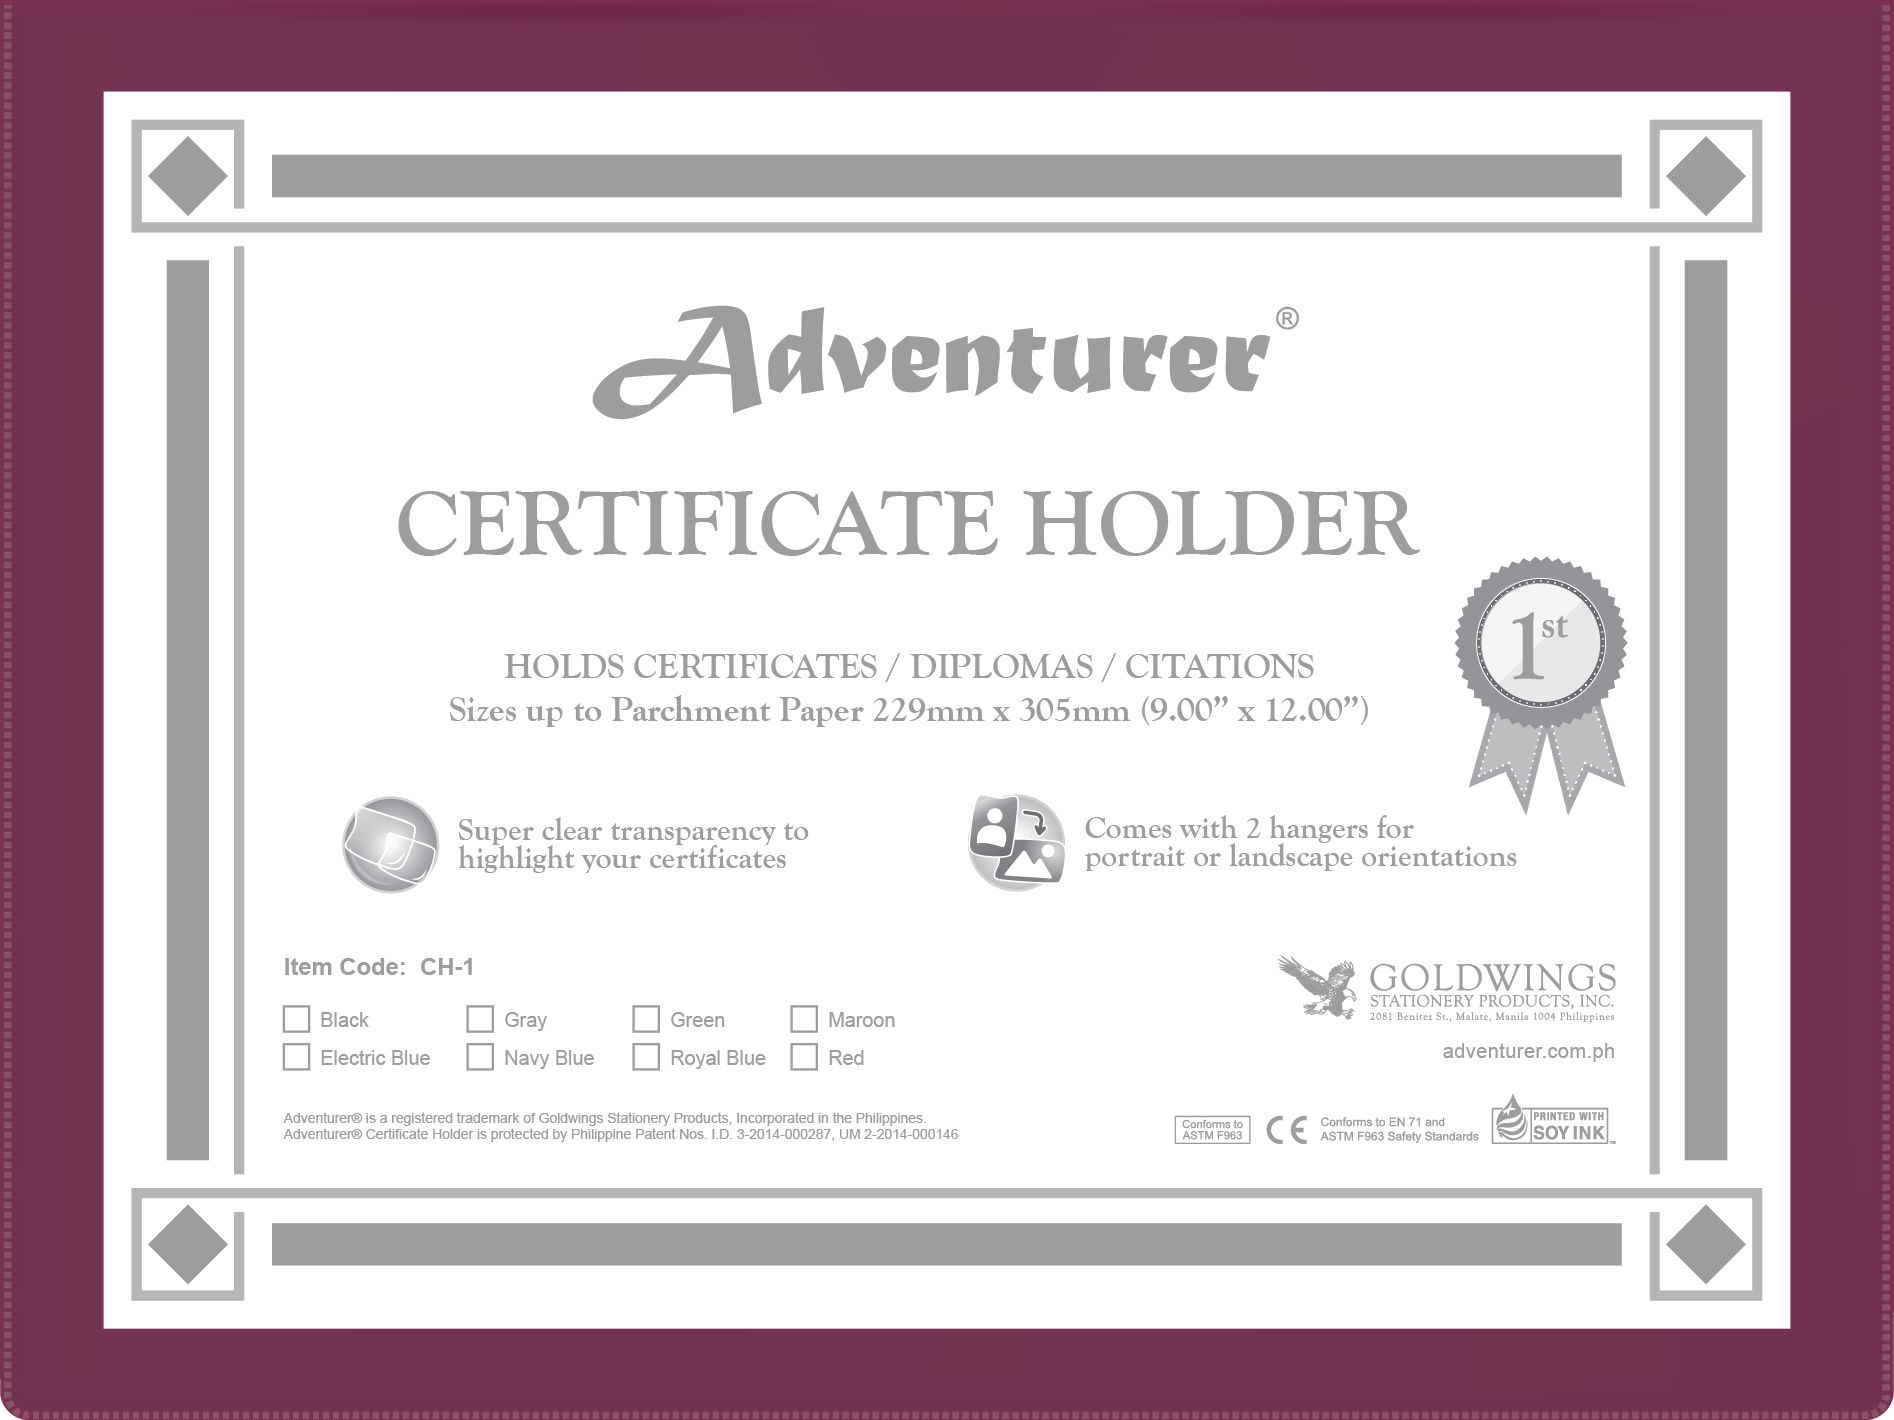 Adventurer®
CERTIFICATE HOLDER
1st
HOLDS CERTIFICATES / DIPLOMAS / CITATIONS
Sizes up to Parchment Paper 229mm x 305mm (9.00” x 12.00”)
Super clear transparency to
highlight your certificates
Comes with 2 hangers for
portrait or landscape orientations
Item Code: CH-1
Black
Gray
Green
Maroon
Electric Blue
Navy Blue
Royal Blue
Red
GOLDWINGS
STATIONERY PRODUCTS, INC.
2081 Benitez St., Malate, Manila 1004 Philippines
adventurer.com.ph
Adventurer® is a registered trademark of Goldwings Stationery Products, Incorporated in the Philippines.
Adventurer® Certificate Holder is protected by Philippine Patent Nos. I.D. 3-2014-000287, UM 2-2014-000146
Conforms to
ASTM F963
CE
Conforms to EN 71 and
ASTM F963 Safety Standards
PRINTED WITH
SOY INK™